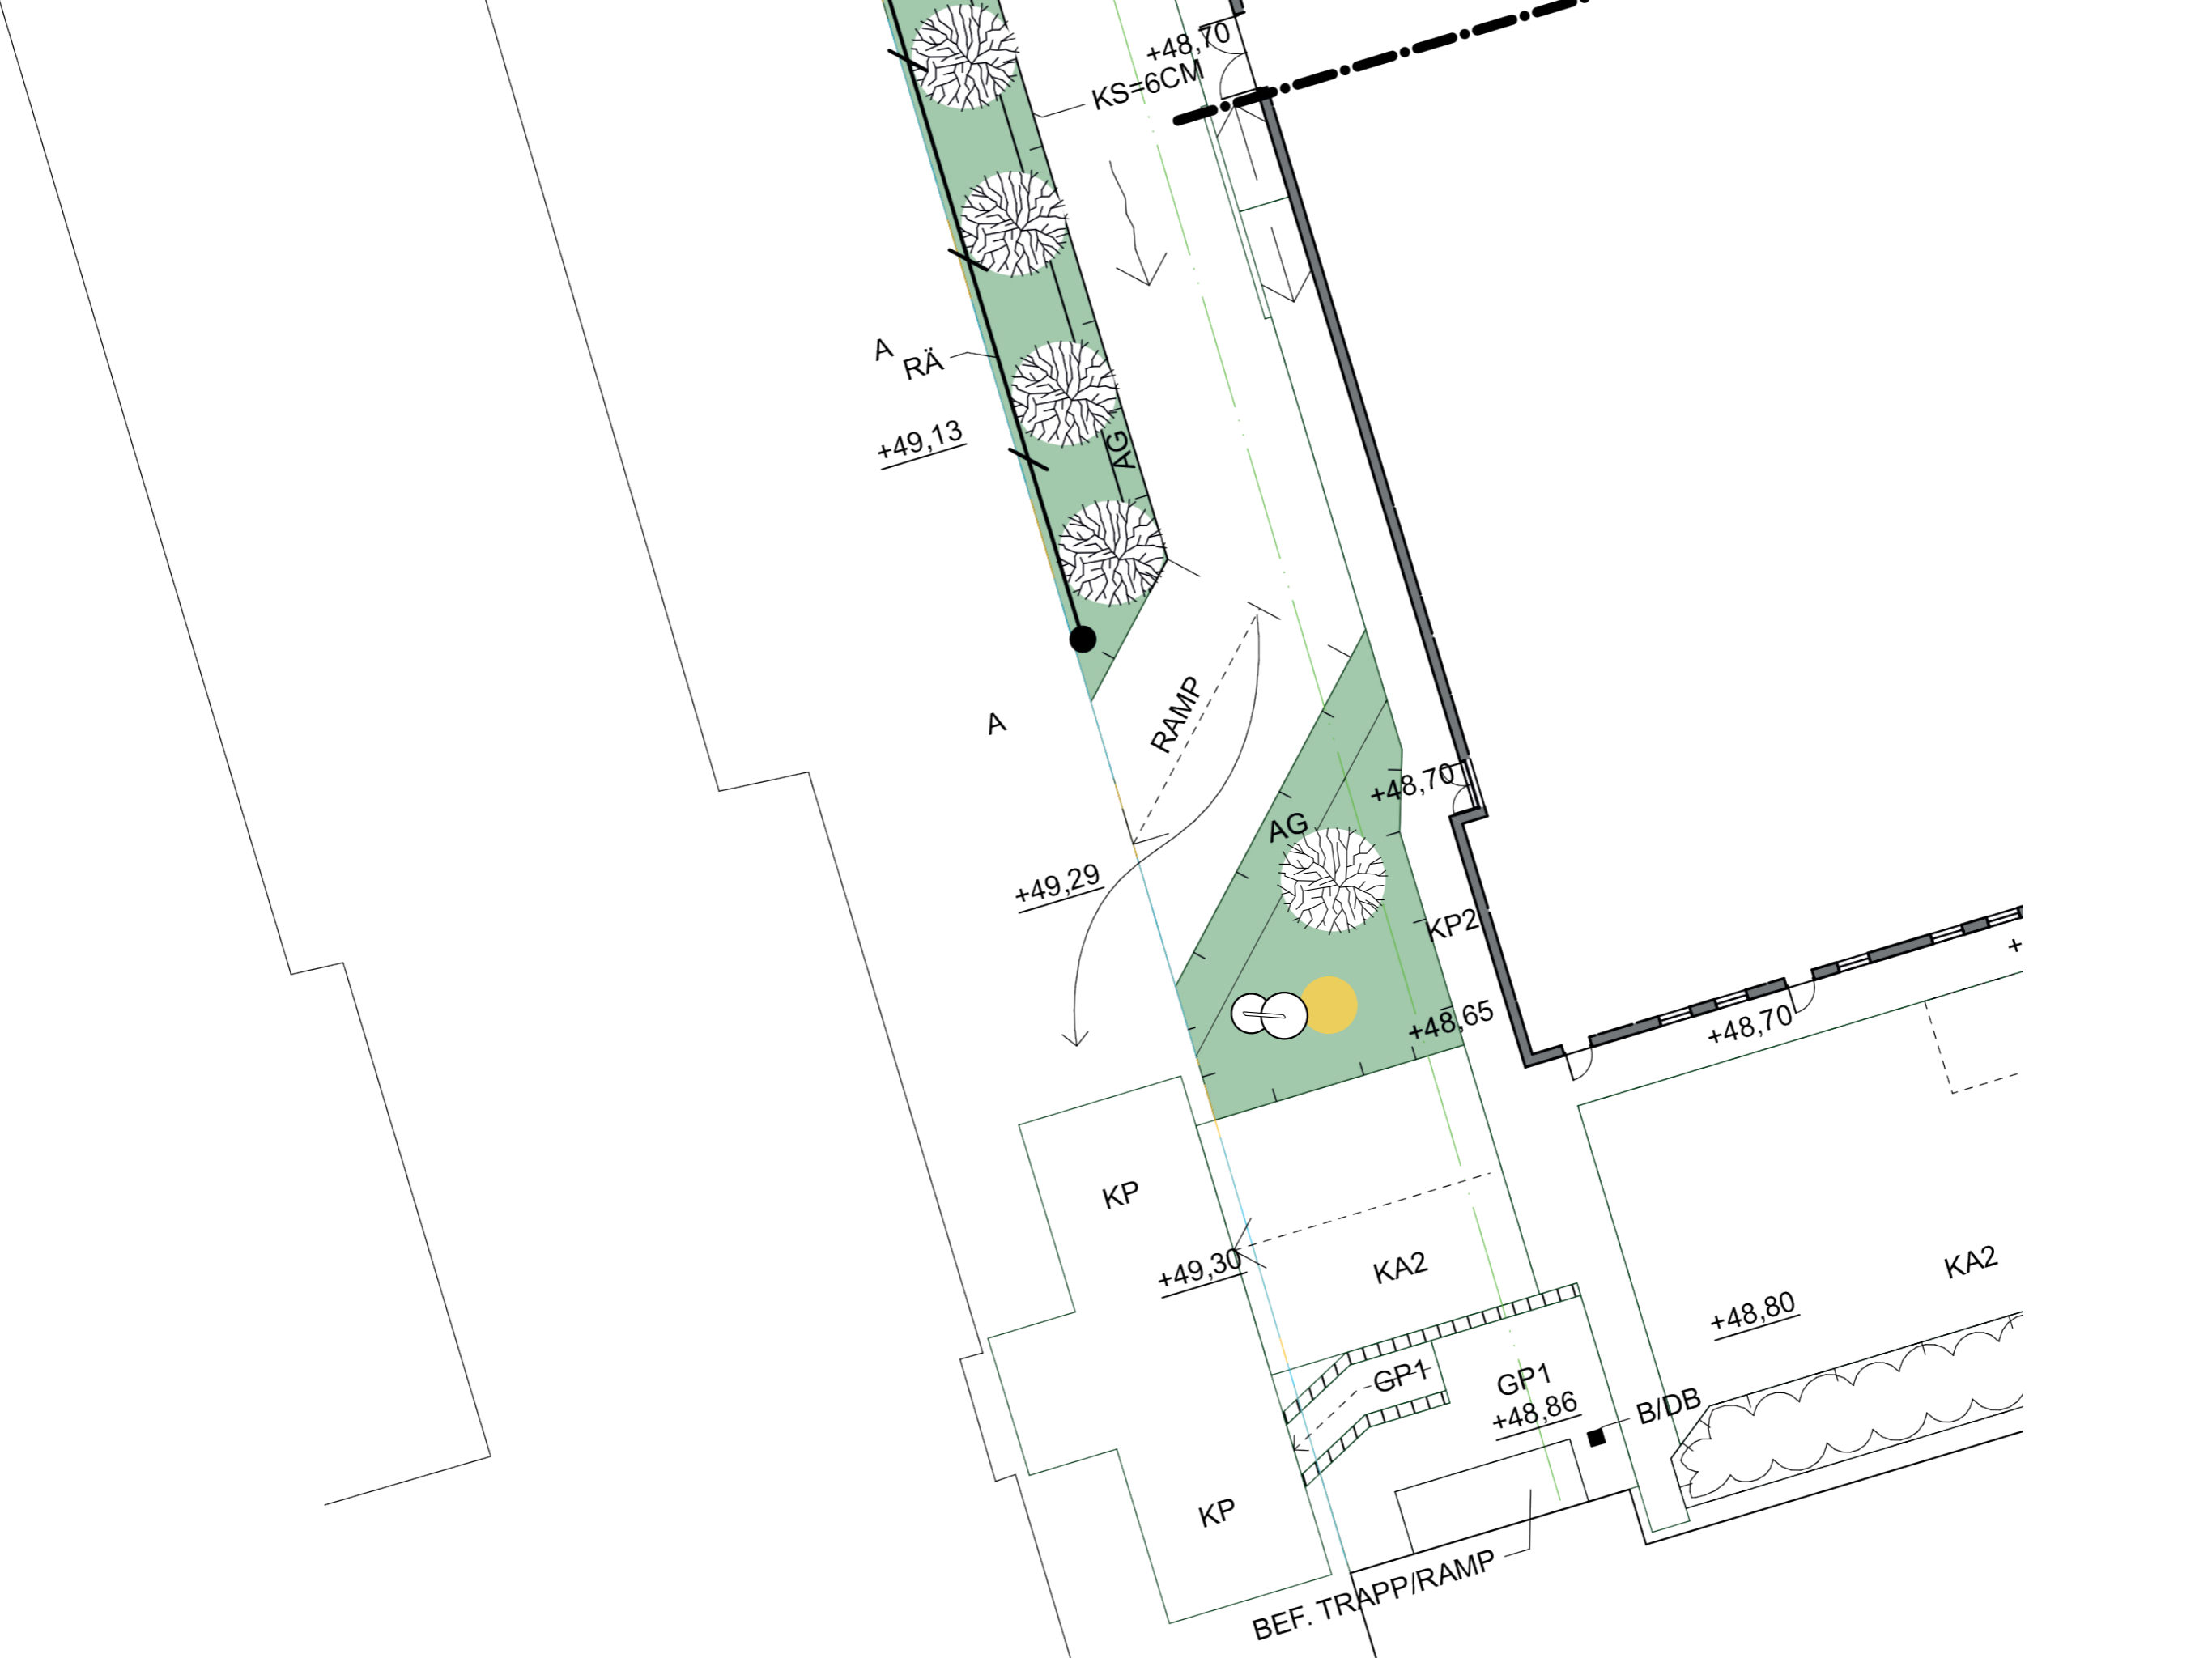 +48,70
KS=6CM
A
RÄ
+49,13
AG
RAMP
A
+48,70
AG
+49,29
KP2
+
+48,65
+48,70
KP
+49,30
KA2
KA2
+48,80
GP1
GP1
+48,86
B/DB
KP
BEF. TRAPP/RAMP